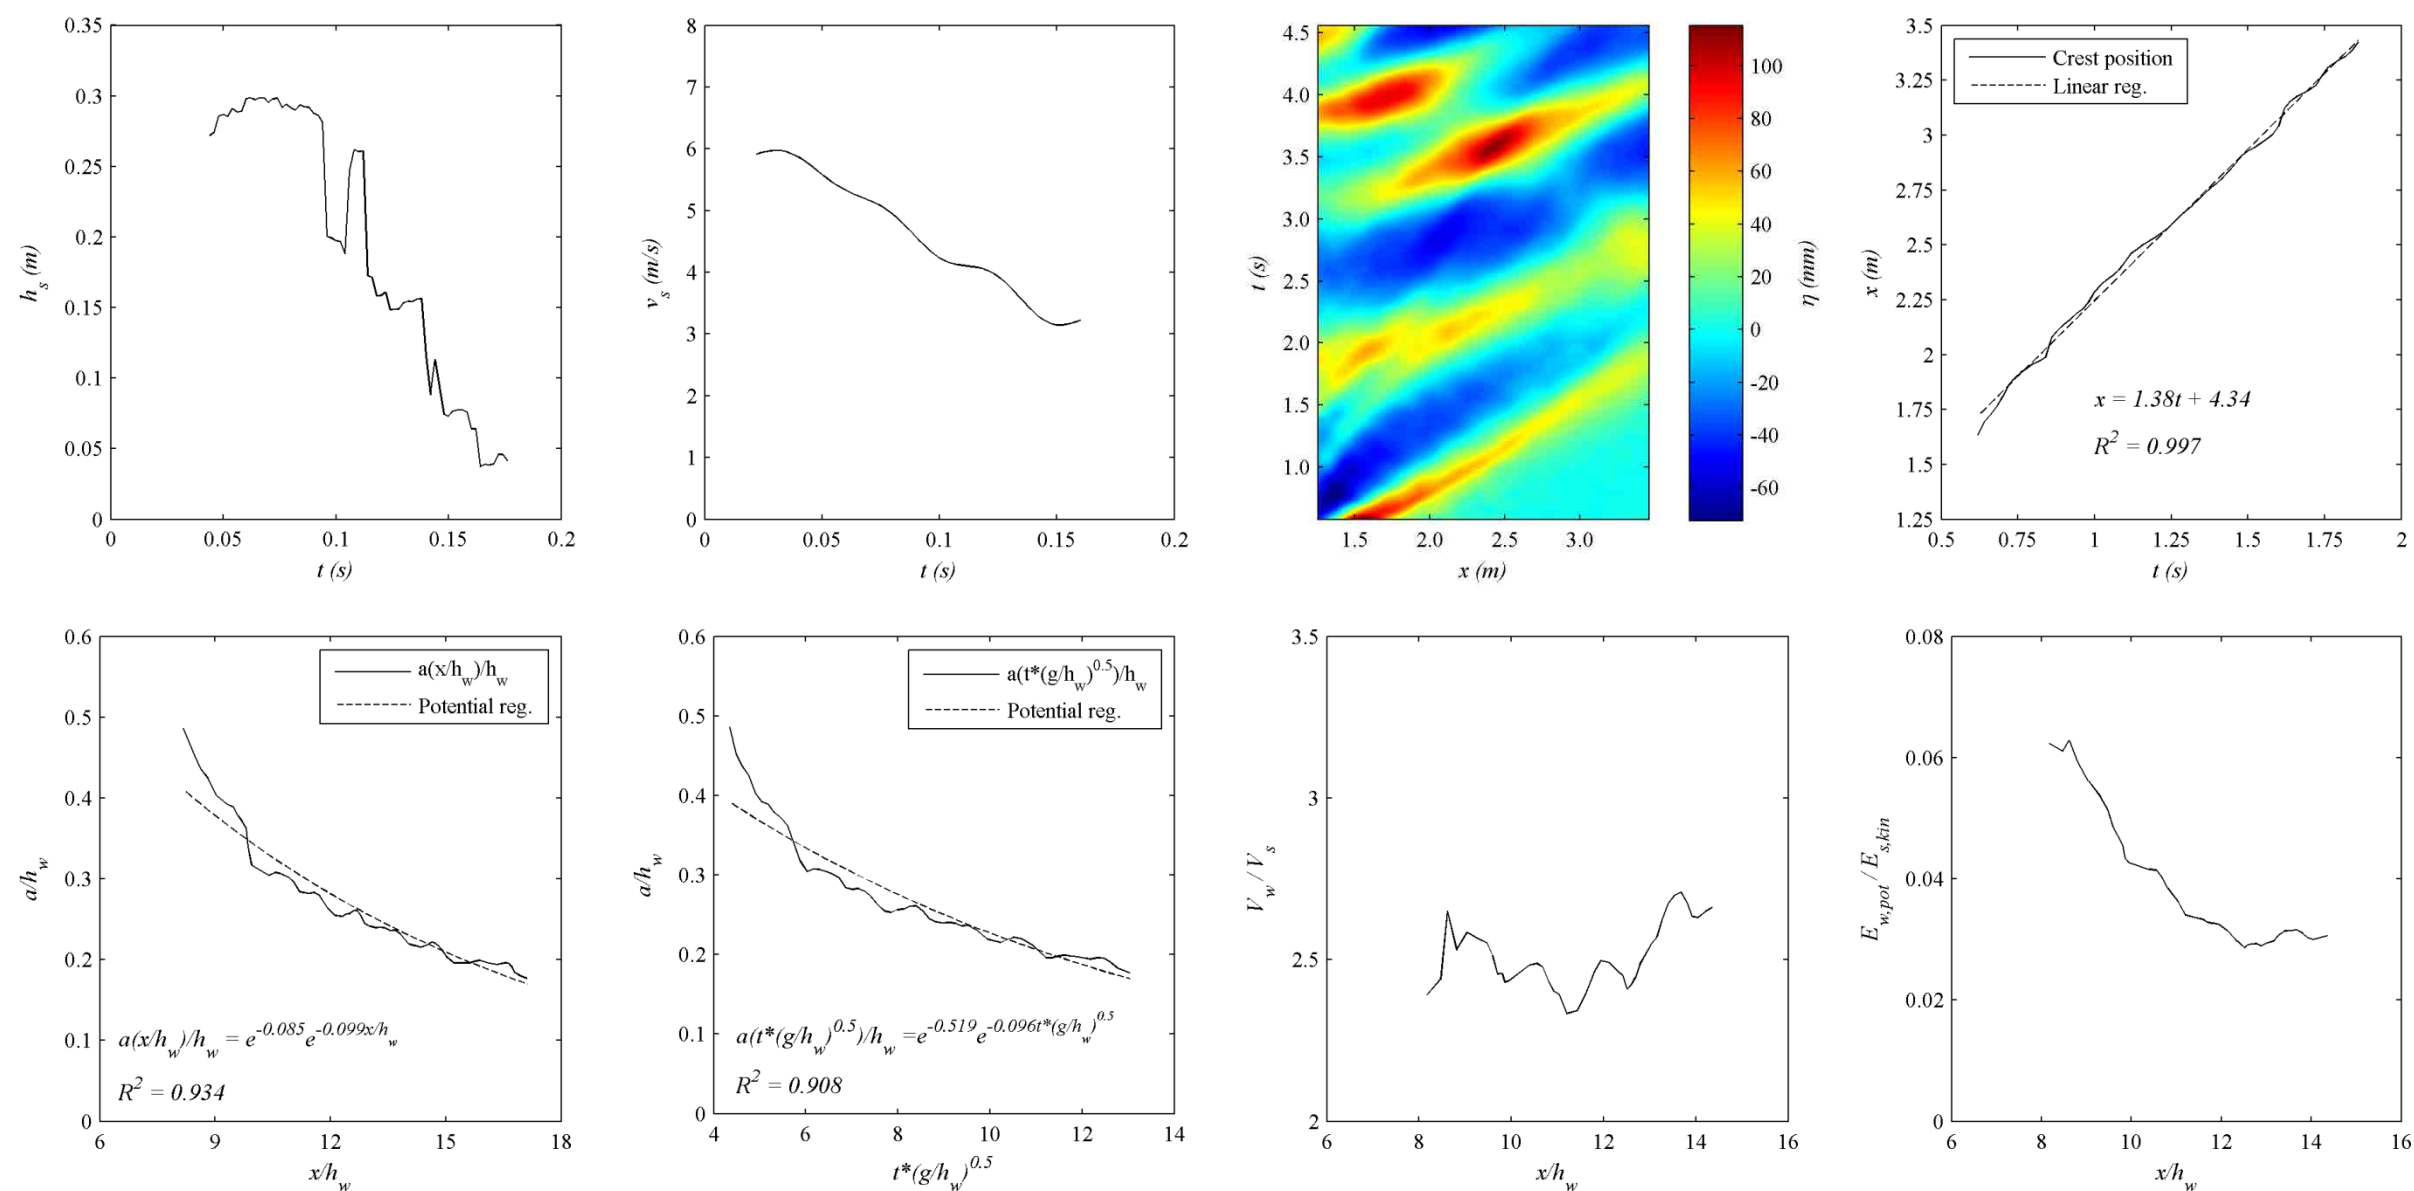 0.35
0.3
0.25
0.2
0.15
0.1
0.05
0
h_s (m)
0 0.05 0.1 0.15 0.2
t (s)
8
7
6
5
4
3
2
1
0
v_s (m/s)
0 0.05 0.1 0.15 0.2
t (s)
4.5
4.0
3.5
3.0
2.5
2.0
1.5
1.0
t (s)
1.5 2.0 2.5 3.0
x (m)
100
80
60
40
20
0
-20
-40
-60
η (mm)
3.5
3.25
3
2.75
2.5
2.25
2
1.75
1.5
1.25
x (m)
Crest position
Linear reg.
x = 1.38t + 4.34
R^2 = 0.997
0.5 0.75 1 1.25 1.5 1.75 2
t (s)
0.6
0.5
0.4
0.3
0.2
0.1
0
a/h_w
a(x/h_w)/h_w
Potential reg.
a(x/h_w)/h_w = e^-0.085 e^-0.099x/h_w
R^2 = 0.934
6 9 12 15 18
x/h_w
0.6
0.5
0.4
0.3
0.2
0.1
0
a/h_w
a(t*(g/h_w)^0.5)/h_w
Potential reg.
a(t*(g/h_w)^0.5)/h_w =e^-0.519 e^-0.096t*(g/h_w)^0.5
R^2 = 0.908
4 6 8 10 12 14
t*(g/h_w)^0.5
3.5
3
2.5
2
V_w / V_s
6 8 10 12 14 16
x/h_w
0.08
0.06
0.04
0.02
0
E_w,pot / E_s,kin
6 8 10 12 14 16
x/h_w